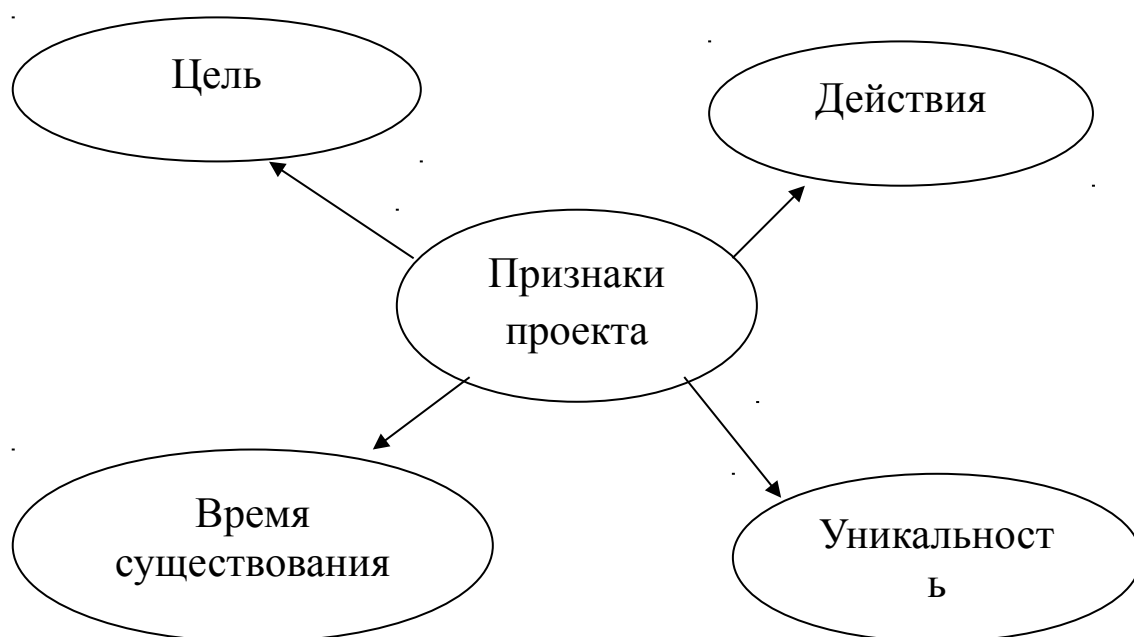 Цель
Действия
Признаки
проекта
Время
существования
Уникальност
ь